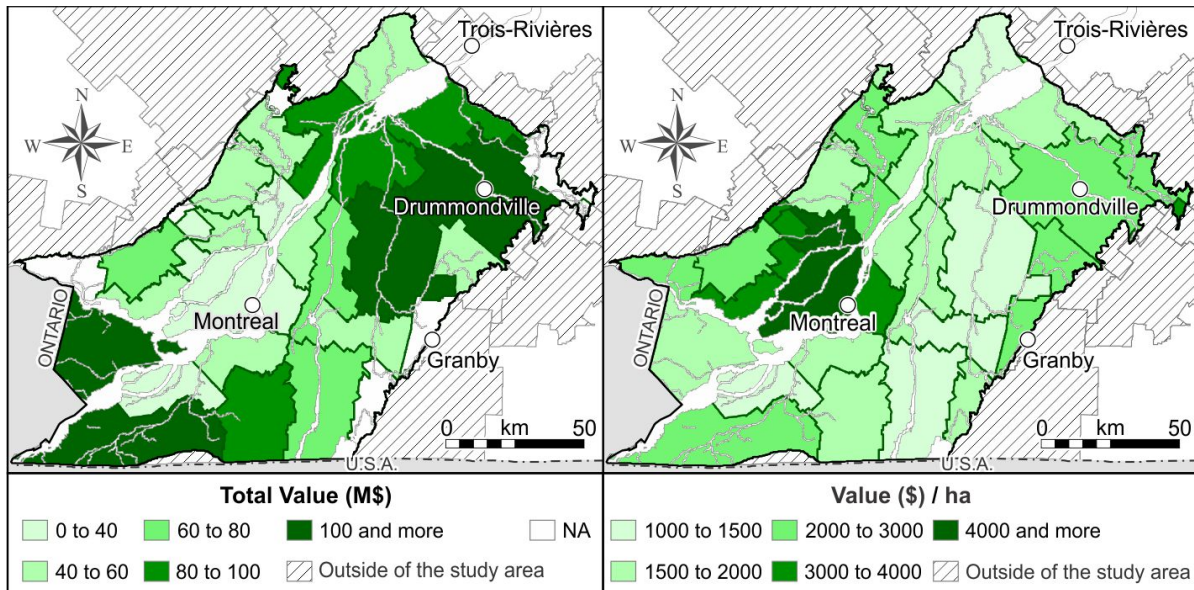 Trois-Rivières
N
W E
S
Drummondville
ONTARIO
Montreal
Granby
km 50
U.S.A.
Total Value (M$)
0 to 40
60 to 80
100 and more
NA
40 to 60
80 to 100
Outside of the study area
Trois-Rivières
N
W E
S
Drummondville
ONTARIO
Montreal
Granby
km 50
U.S.A.
Value ($) / ha
1000 to 1500
2000 to 3000
4000 and more
1500 to 2000
3000 to 4000
Outside of the study area